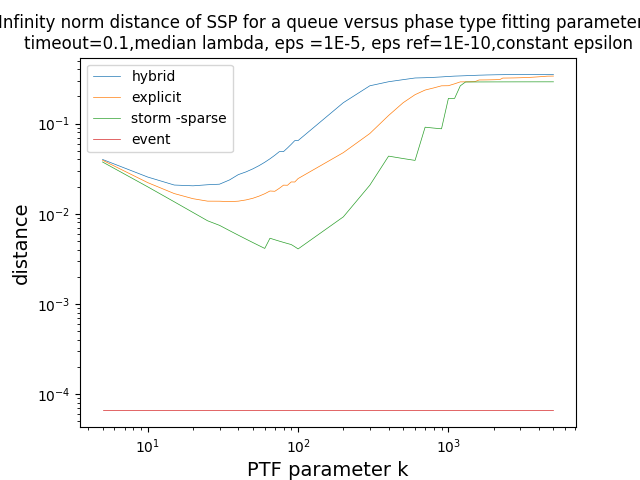 Infinity norm distance of SSP for a queue versus phase type fitting parameter
timeout=0.1,median lambda, eps =1E-5, eps ref=1E-10,constant epsilon
hybrid
explicit
storm -sparse
event
distance
10⁻¹
10⁻²
10⁻³
10⁻⁴
10¹ 10² 10³
PTF parameter k